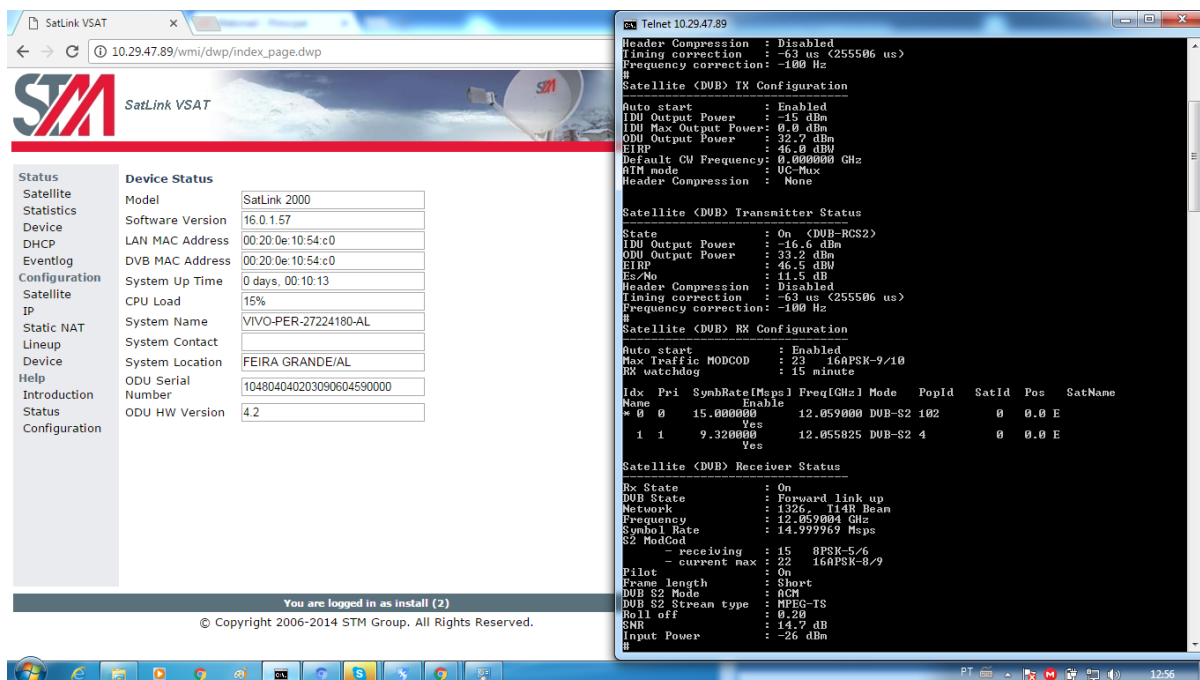 SatLink VSAT
10.29.47.89/wmi/dwp/index_page.dwp
STM
SatLink VSAT
STM
Status
Satellite
Statistics
Device
DHCP
Eventlog
Configuration
Satellite
IP
Static NAT
Lineup
Device
Help
Introduction
Status
Configuration
Device Status
Model SatLink 2000
Software Version 16.0.1.57
LAN MAC Address 00:20:0e:10:54:c0
DVB MAC Address 00:20:0e:10:54:c0
System Up Time 0 days, 00:10:13
CPU Load 15%
System Name VIVO-PER-27224180-AL
System Contact
System Location FEIRA GRANDE/AL
ODU Serial
Number 104804040203090604590000
ODU HW Version 4.2
You are logged in as install (2)
© Copyright 2006-2014 STM Group. All Rights Reserved.
Telnet 10.29.47.89
Header Compression : Disabled
Timing correction : -63 us (255506 us)
Frequency correction: -100 Hz
#
Satellite (DVB) TX Configuration
Auto start : Enabled
IDU Output Power : -15 dBm
IDU Max Output Power: 0.0 dBm
ODU Output Power : 32.7 dBm
EIRP : 46.0 dBW
Default CW Frequency: 0.000000 GHz
ATM mode : VC-Mux
Header Compression : None
Satellite (DVB) Transmitter Status
State : On (DVB-RCS2)
IDU Output Power : -16.6 dBm
ODU Output Power : 33.2 dBm
EIRP : 46.5 dBW
Es/No : 11.5 dB
Header Compression : Disabled
Timing correction : -63 us (255506 us)
Frequency correction: -100 Hz
#
Satellite (DVB) RX Configuration
Auto start : Enabled
Max Traffic MODCOD : 23 16APSK-9/10
RX watchdog : 15 minute
Idx Pri SymbRate[Msps] Freq[GHz] Mode PopId SatId Pos SatName
Name Enable
* 0 0 15.000000 12.059000 DVB-S2 102 0 0.0 E
Yes
1 1 9.320000 12.055825 DVB-S2 4 0 0.0 E
Yes
Satellite (DVB) Receiver Status
Rx State : On
DVB State : Forward link up
Network : 1326, T14R Beam
Frequency : 12.059004 GHz
Symbol Rate : 14.999969 Msps
S2 ModCod
- receiving : 15 8PSK-5/6
- current max : 22 16APSK-8/9
Pilot : On
Frame length : Short
DVB S2 Mode : ACM
DVB S2 Stream type : MPEG-TS
Roll off : 0.20
SNR : 14.7 dB
Input Power : -26 dBm
#
PT
12:56